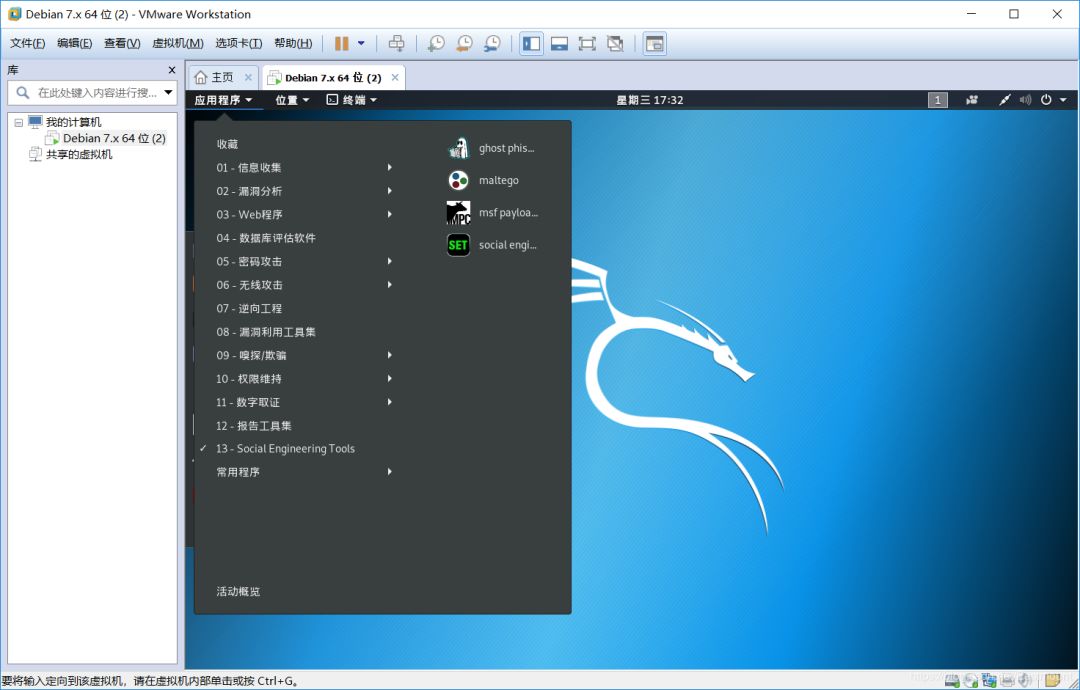 Debian 7.x 64 位 (2) - VMware Workstation
文件(F) 编辑(E) 查看(V) 虚拟机(M) 选项卡(T) 帮助(H)
库
在此处键入内容进行搜...
我的计算机
Debian 7.x 64 位 (2)
共享的虚拟机
主页 Debian 7.x 64 位 (2)
应用程序 位置 终端 星期三 17:32 1
收藏
01 - 信息收集
02 - 漏洞分析
03 - Web程序
04 - 数据库评估软件
05 - 密码攻击
06 - 无线攻击
07 - 逆向工程
08 - 漏洞利用工具集
09 - 嗅探/欺骗
10 - 权限维持
11 - 数字取证
12 - 报告工具集
13 - Social Engineering Tools
常用程序
活动概览
ghost phis...
maltego
MPC
msf payloa...
SET
social engi...
要将输入定向到该虚拟机，请在虚拟机内部单击或按 Ctrl+G。